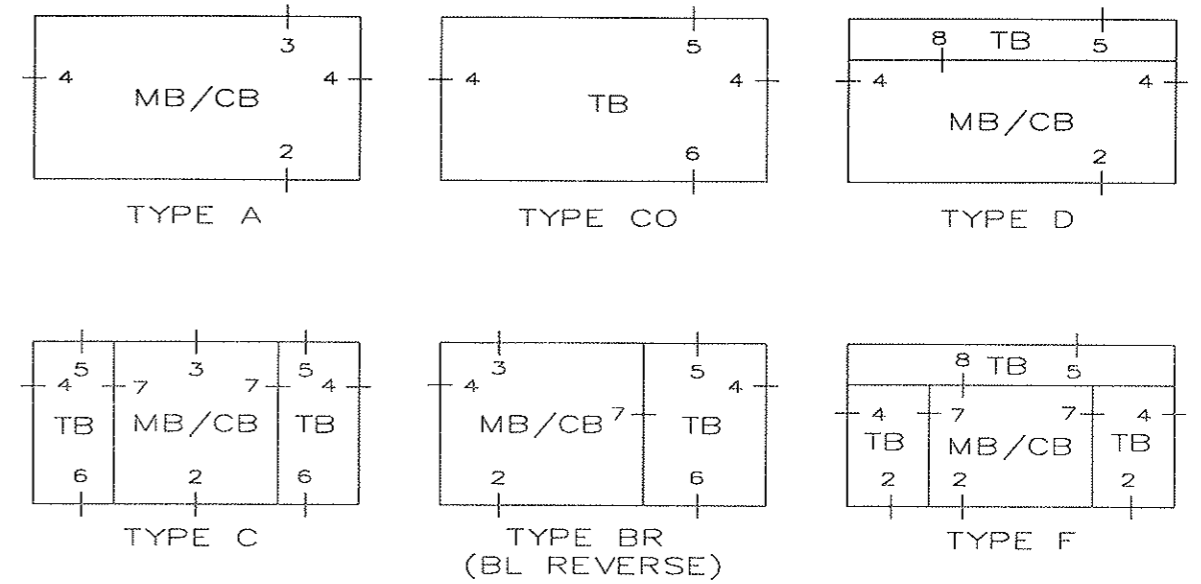 3
4 4
MB/CB
2
TYPE A
5
4 4
TB
6
TYPE CO
8 TB 5
4 4
MB/CB
2
TYPE D
5 3 5
4 7 7 4
TB MB/CB TB
6 2 6
TYPE C
3 5
4 4
MB/CB 7 TB
2 6
TYPE BR
(BL REVERSE)
8 TB 5
4 7 7 4
TB MB/CB TB
2 2 2
TYPE F